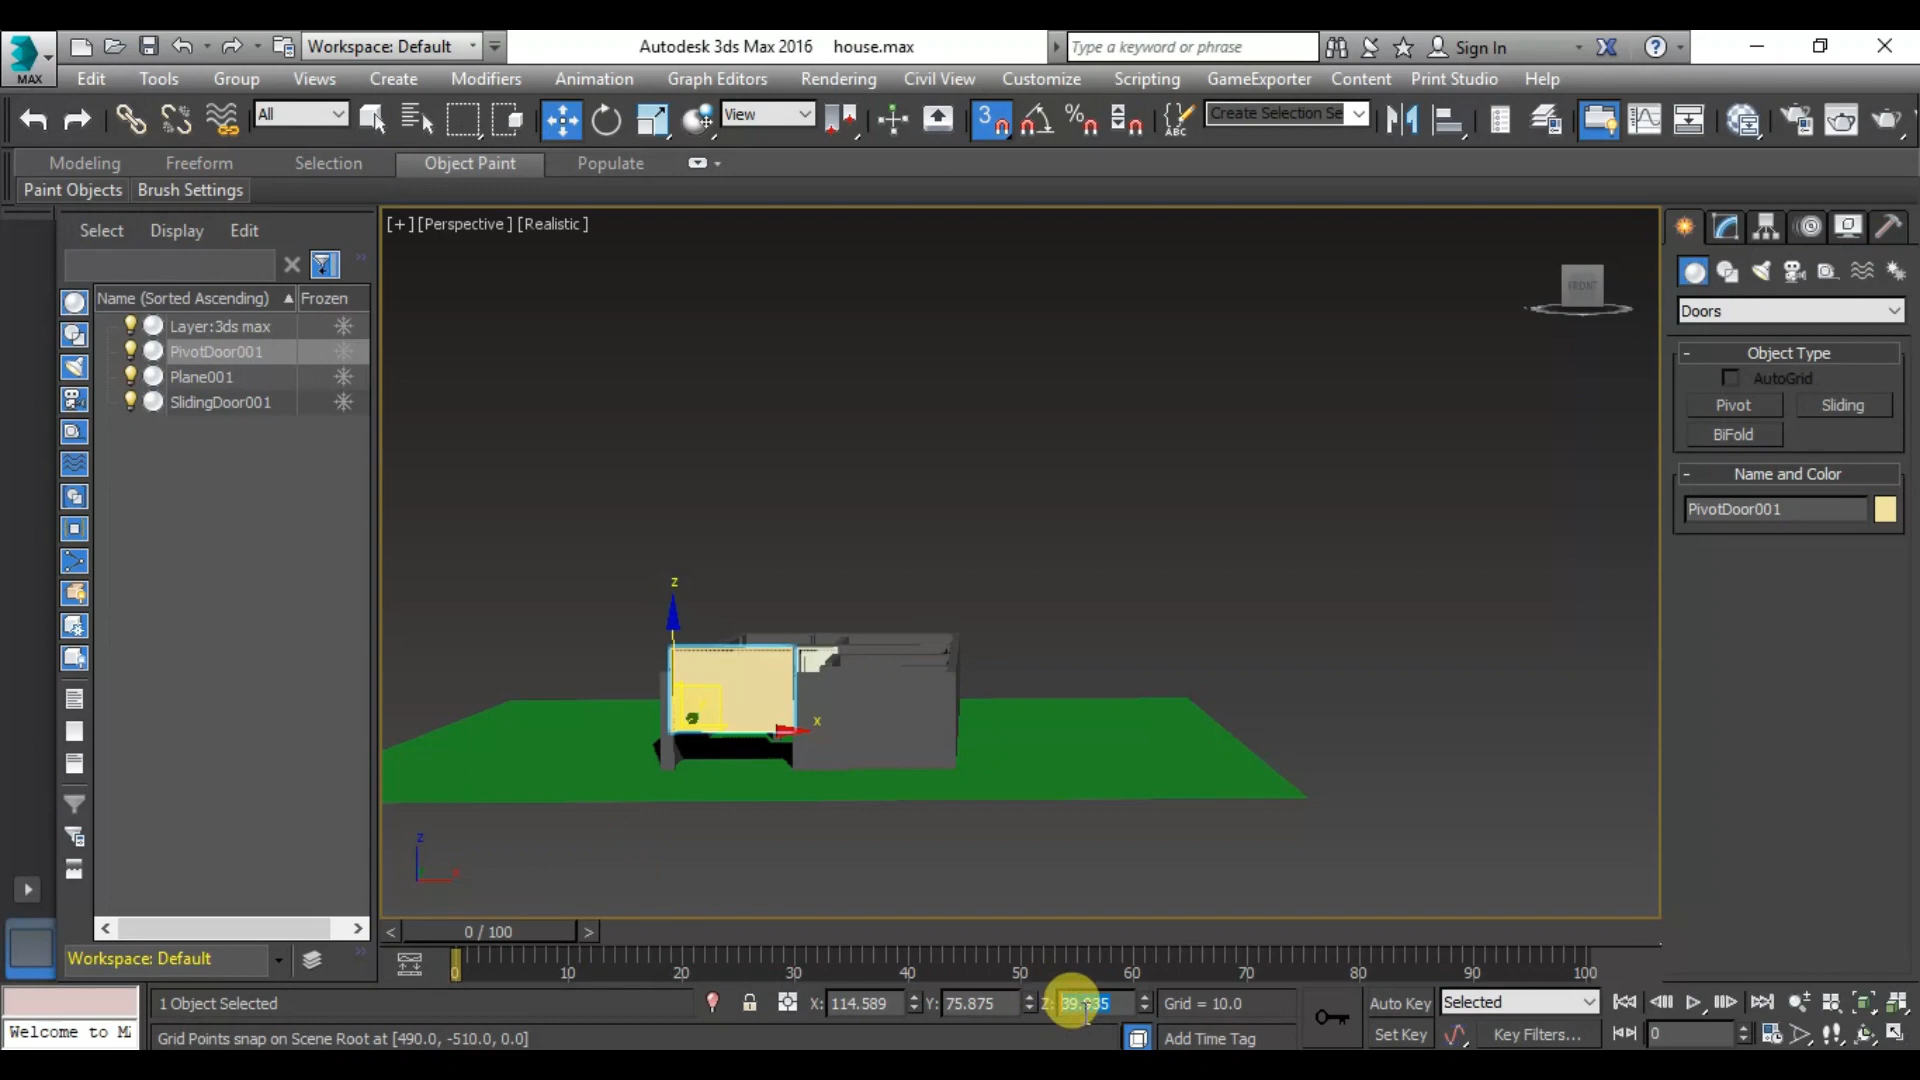 MAX
Workspace: Default
Autodesk 3ds Max 2016 house.max
Type a keyword or phrase
Sign In
Edit Tools Group Views Create Modifiers Animation Graph Editors Rendering Civil View Customize Scripting GameExporter Content Print Studio Help
All
View
3
%
ABC
Create Selection Se
Modeling Freeform Selection Object Paint Populate
Paint Objects Brush Settings
Select Display Edit
Name (Sorted Ascending) Frozen
Layer:3ds max
PivotDoor001
Plane001
SlidingDoor001
[+][Perspective][Realistic]
FRONT
z
x
z
x
Doors
Object Type
AutoGrid
Pivot Sliding
BiFold
Name and Color
PivotDoor001
0 / 100
Workspace: Default
0 10 20 30 40 50 60 70 80 90 100
1 Object Selected
X: 114.589 Y: 75.875 Z: Grid = 10.0
Auto Key Selected
Welcome to M
Grid Points snap on Scene Root at [490.0, -510.0, 0.0]
Add Time Tag
Set Key Key Filters... 0